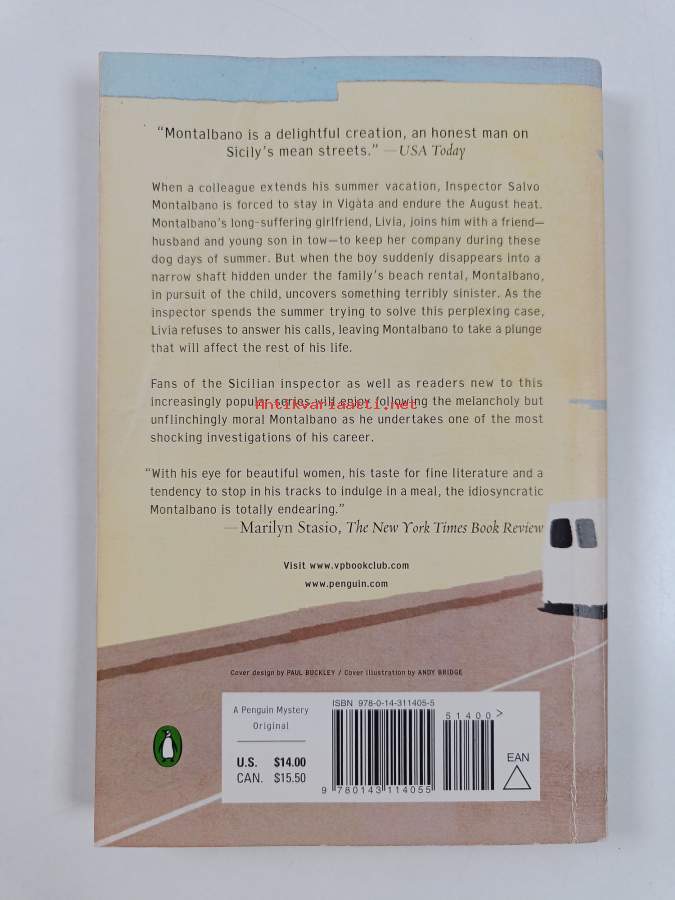 “Montalbano is a delightful creation, an honest man on
Sicily’s mean streets.” —USA Today
When a colleague extends his summer vacation, Inspector Salvo
Montalbano is forced to stay in Vigàta and endure the August heat.
Montalbano’s long-suffering girlfriend, Livia, joins him with a friend—
husband and young son in tow—to keep her company during these
dog days of summer. But when the boy suddenly disappears into a
narrow shaft hidden under the family’s beach rental, Montalbano,
in pursuit of the child, uncovers something terribly sinister. As the
inspector spends the summer trying to solve this perplexing case,
Livia refuses to answer his calls, leaving Montalbano to take a plunge
that will affect the rest of his life.
Fans of the Sicilian inspector as well as readers new to this
increasingly popular series will enjoy following the melancholy but
Antikvariaatti.net
unflinchingly moral Montalbano as he undertakes one of the most
shocking investigations of his career.
“With his eye for beautiful women, his taste for fine literature and a
tendency to stop in his tracks to indulge in a meal, the idiosyncratic
Montalbano is totally endearing.”
—Marilyn Stasio, The New York Times Book Review
Visit www.vpbookclub.com
www.penguin.com
Cover design by PAUL BUCKLEY / Cover illustration by ANDY BRIDGE
A Penguin Mystery
Original
U.S. $14.00
CAN. $15.50
ISBN 978-0-14-311405-5
51400>
9 780143 114055
EAN